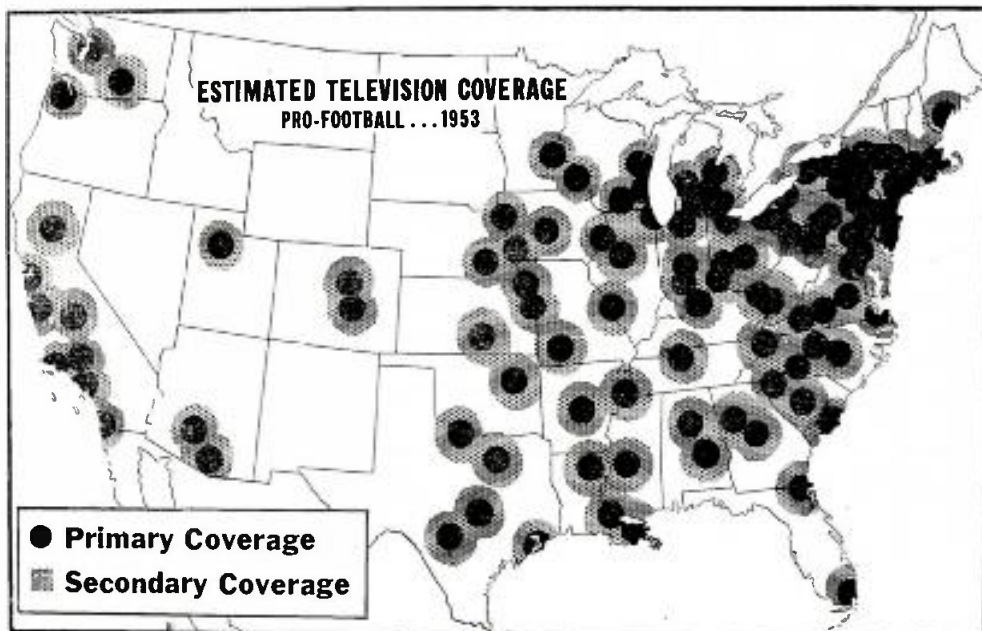 ESTIMATED TELEVISION COVERAGE
PRO-FOOTBALL...1953
Primary Coverage
Secondary Coverage